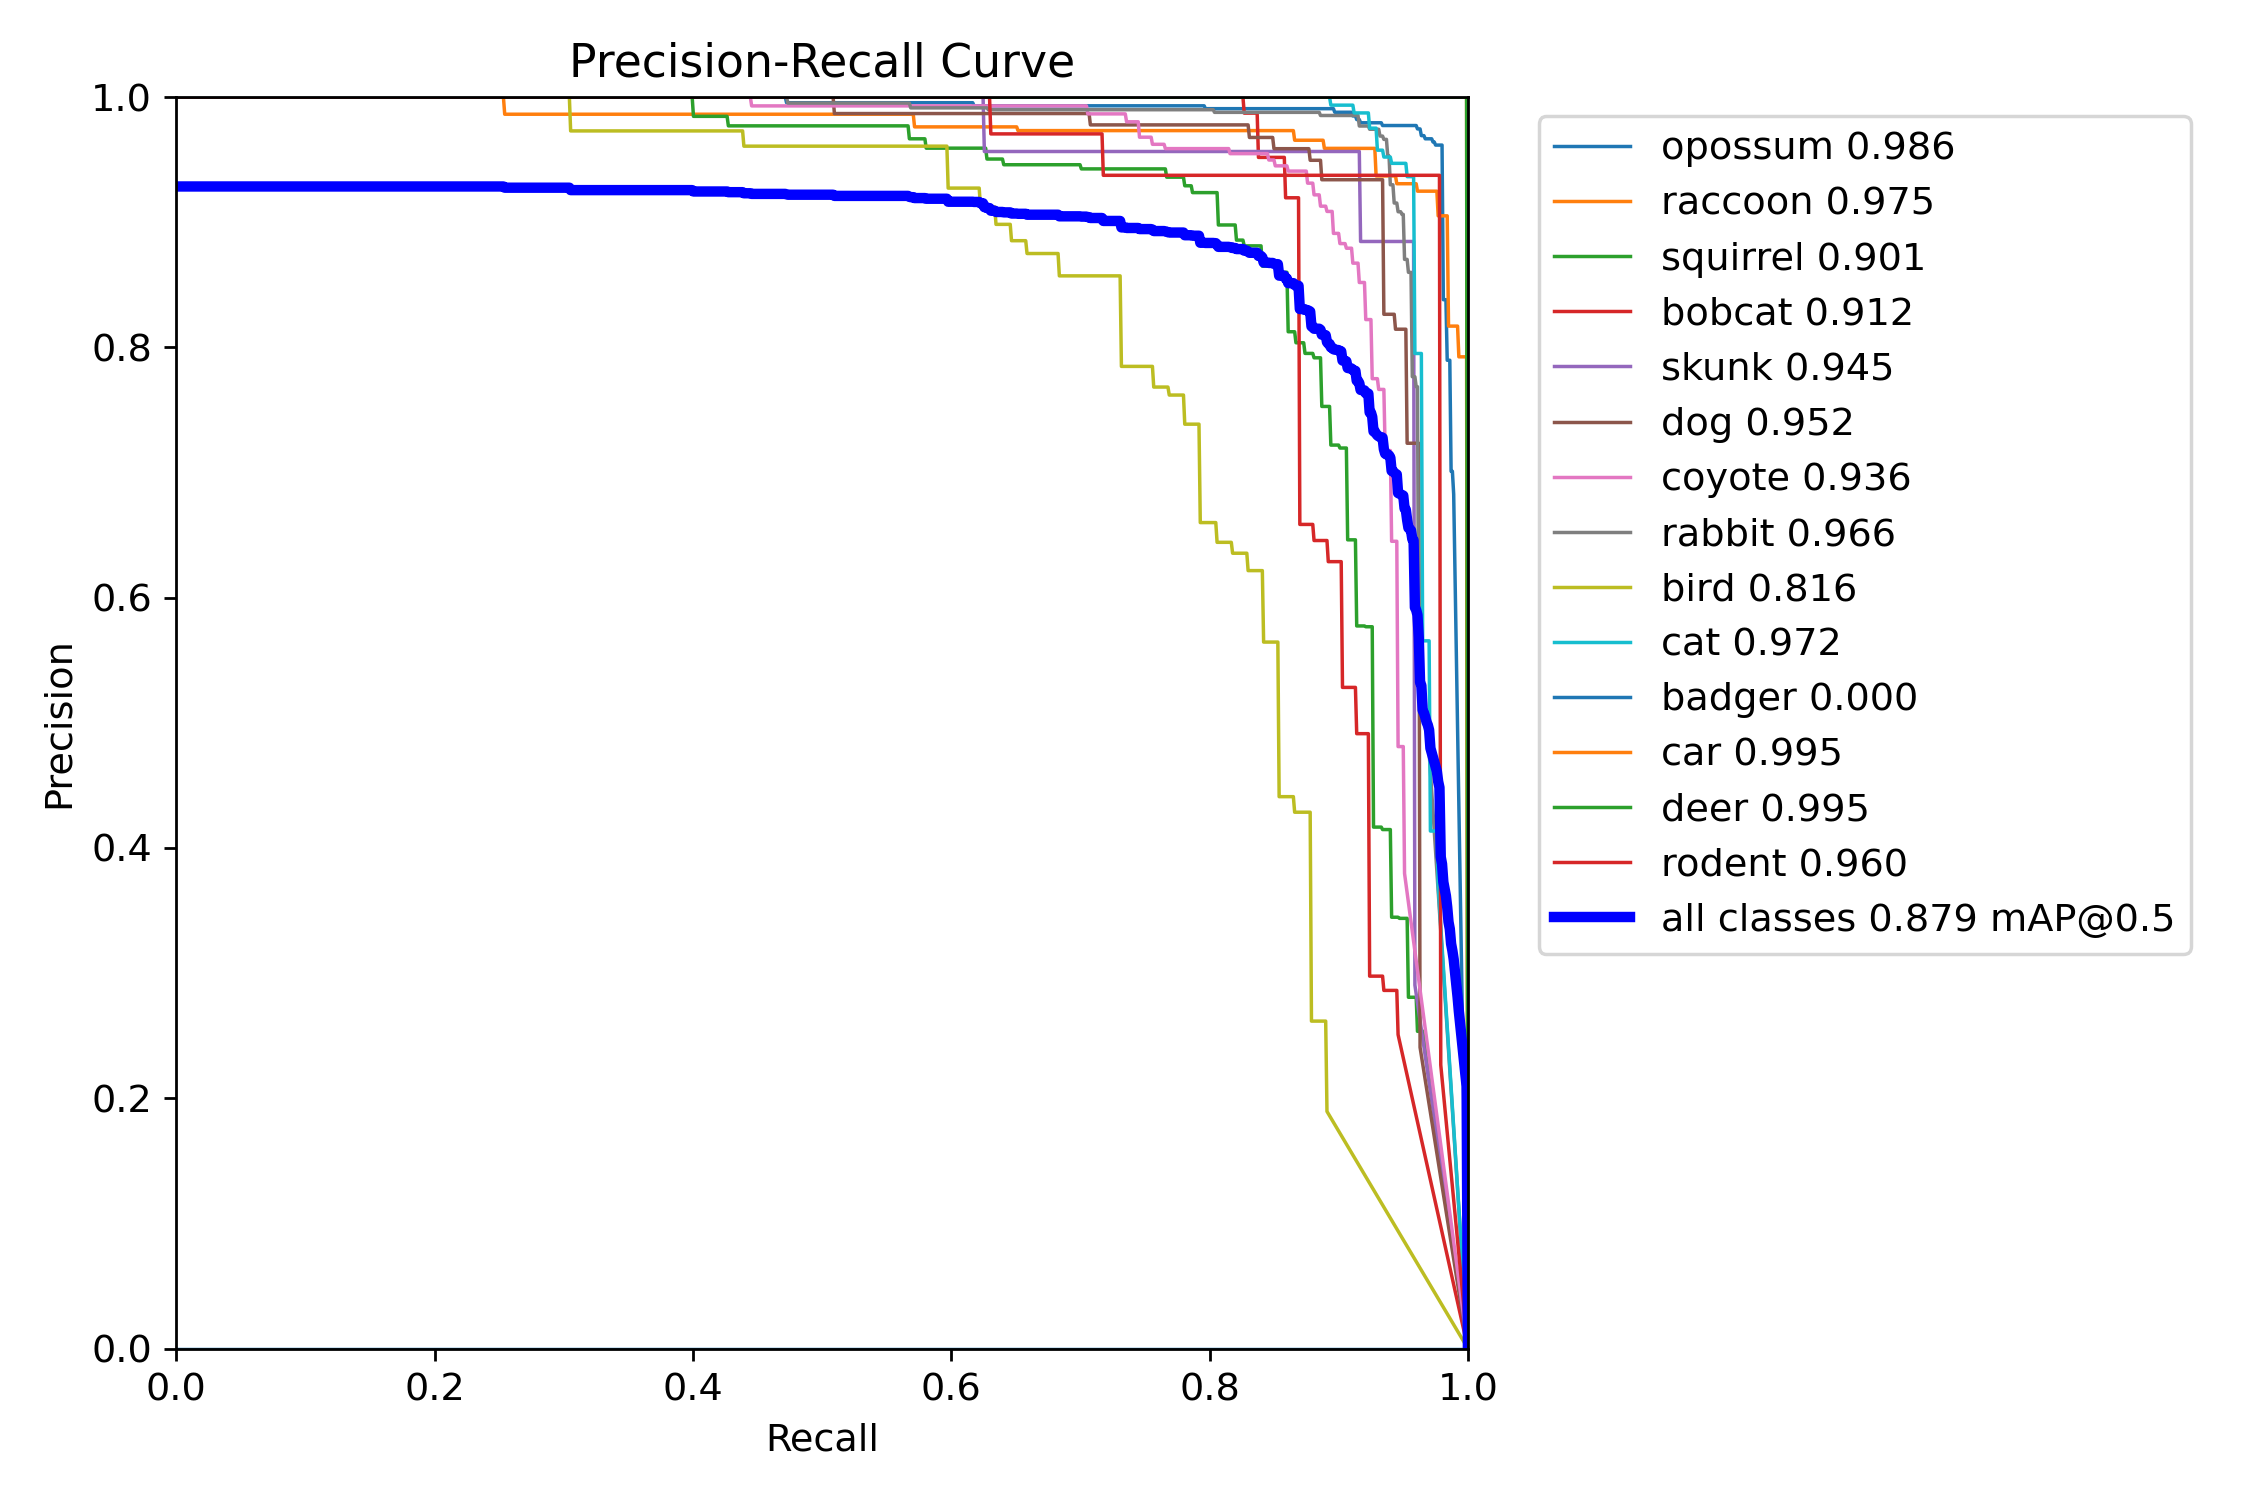 Precision-Recall Curve
1.0
0.8
0.6
0.4
0.2
0.0
Precision
0.0 0.2 0.4 0.6 0.8 1.0
Recall
opossum 0.986
raccoon 0.975
squirrel 0.901
bobcat 0.912
skunk 0.945
dog 0.952
coyote 0.936
rabbit 0.966
bird 0.816
cat 0.972
badger 0.000
car 0.995
deer 0.995
rodent 0.960
all classes 0.879 mAP@0.5